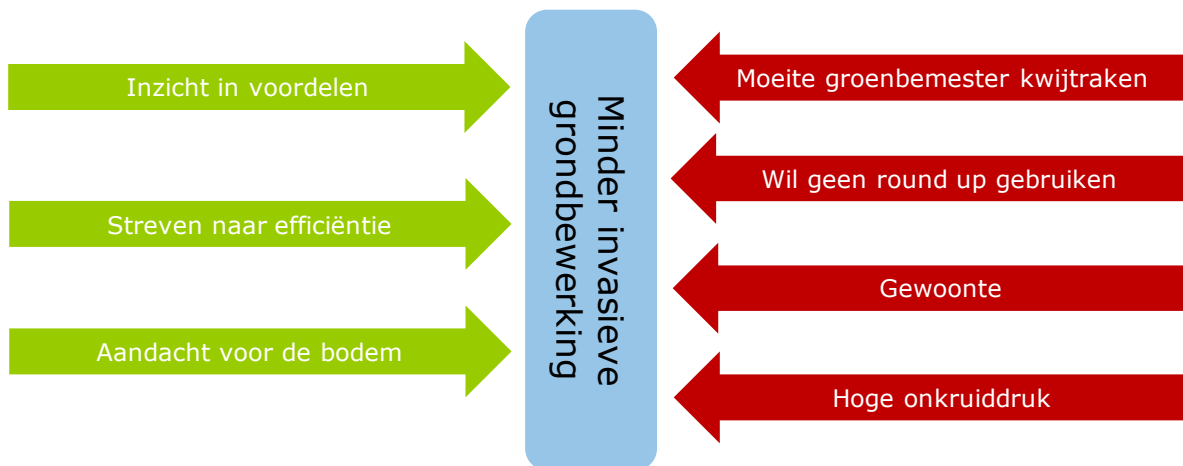 Inzicht in voordelen
Streven naar efficiëntie
Aandacht voor de bodem
Minder invasieve
grondbewerking
Moeite groenbemester kwijtraken
Wil geen round up gebruiken
Gewoonte
Hoge onkruiddruk